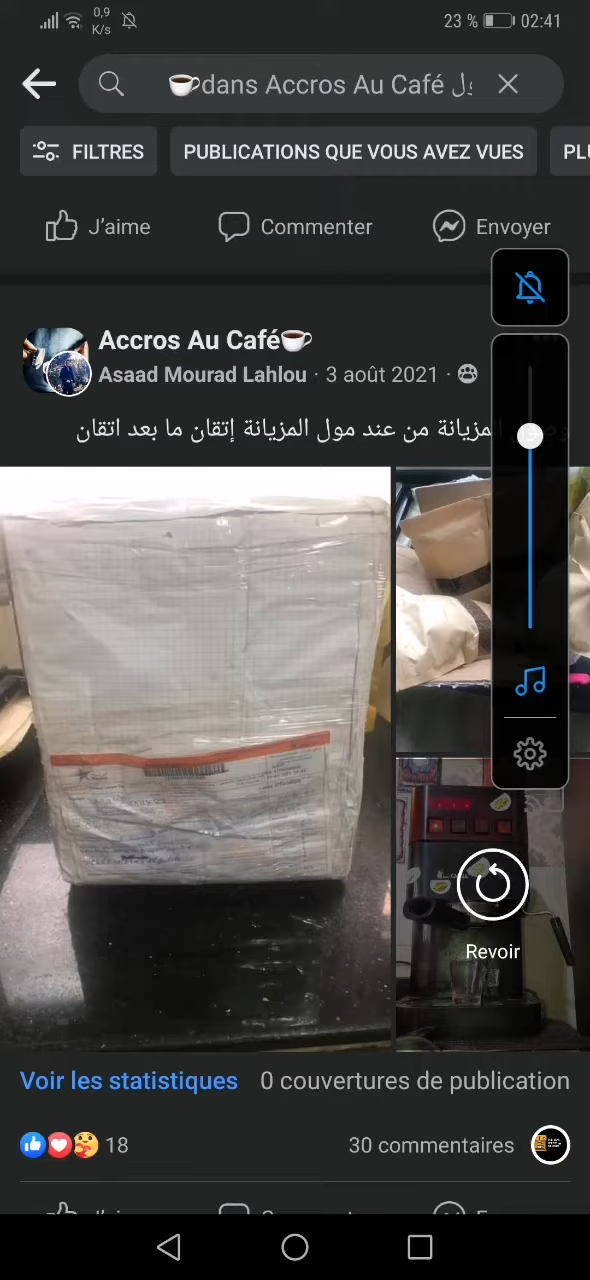 0,9
K/s
23 % 02:41
dans Accros Au Café
FILTRES
PUBLICATIONS QUE VOUS AVEZ VUES
PLU
J'aime
Commenter
Envoyer
Accros Au Café
Asaad Mourad Lahlou · 3 août 2021 ·
وصول المزيانة من عند مول المزيانة إتقان ما بعد اتقان
Revoir
Voir les statistiques
0 couvertures de publication
18
30 commentaires